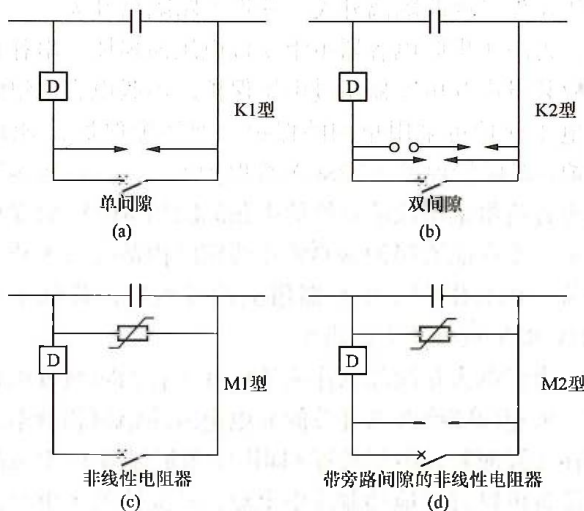 D
K1型
单间隙
(a)
D
K2型
双间隙
(b)
D
M1型
非线性电阻器
(c)
D
M2型
带旁路间隙的非线性电阻器
(d)